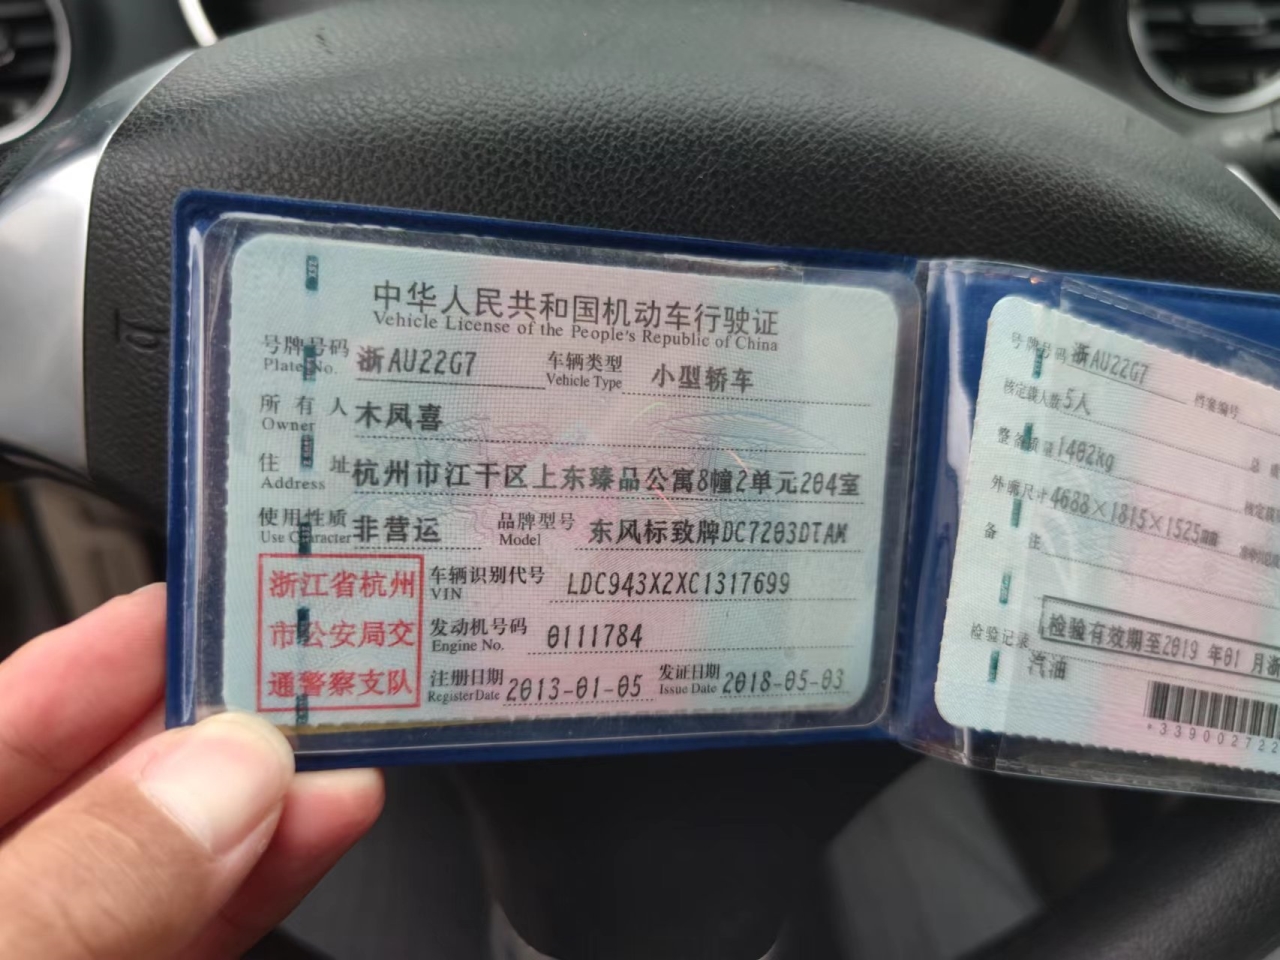 中华人民共和国机动车行驶证
Vehicle License of the People's Republic of China
号牌号码 浙AU22G7 车辆类型 小型轿车
Plate No. Vehicle Type
所有人 木凤喜
Owner
住址 杭州市江干区上东臻品公寓8幢2单元204室
Address
使用性质 非营运 品牌型号 东风标致牌DC7203DTAM
Use Character Model
浙江省杭州
市公安局交
通警察支队
车辆识别代号 LDC943X2XC1317699
VIN
发动机号码 0111784
Engine No.
注册日期 2013-01-05 发证日期 2018-05-03
Register Date Issue Date
号牌号码 浙AU22G7 档案编号
核定载人数 5人
整备质量 1402kg
外廓尺寸 4688×1815×1525
备注
检验记录
检验有效期至2019 年01 月
汽油
*339002722